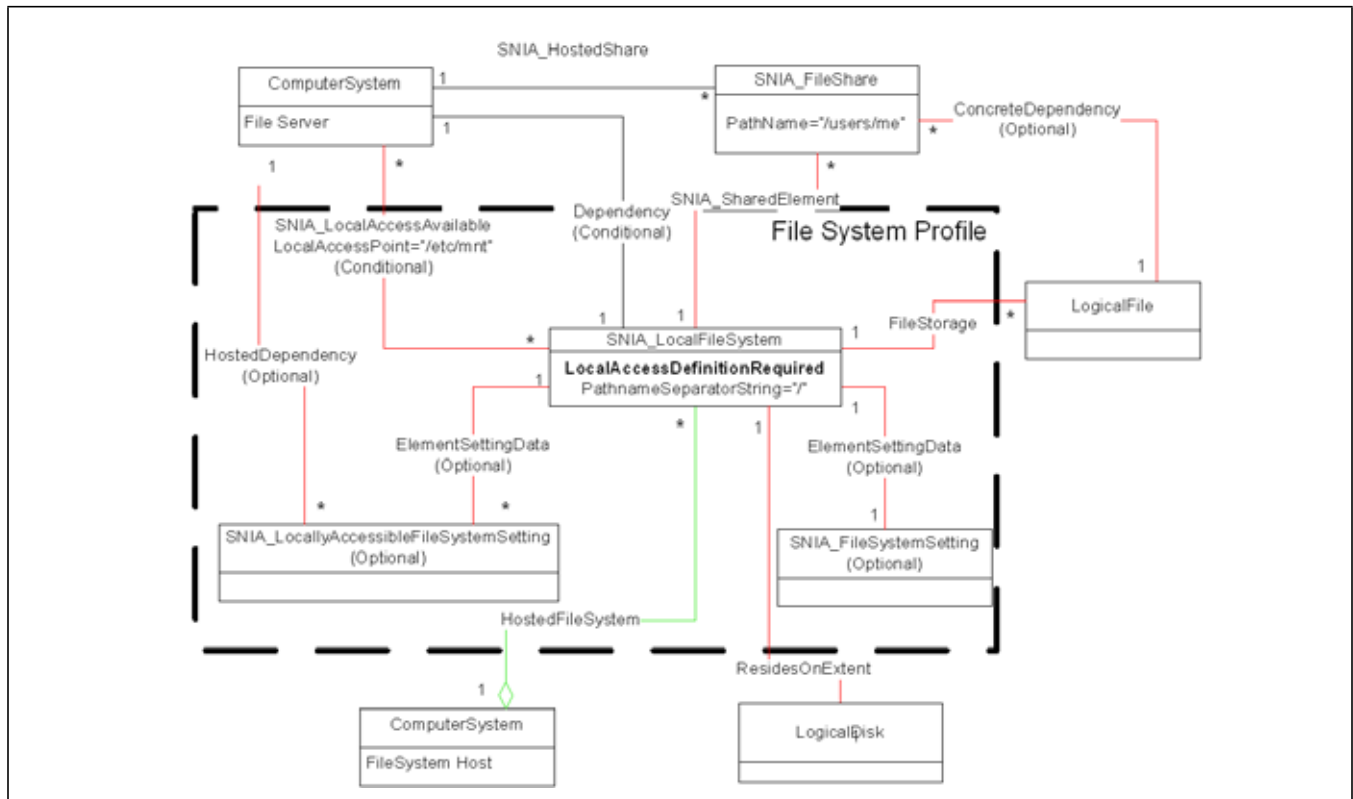 SNIA_HostedShare
ComputerSystem
File Server
1
*
1
1
*
SNIA_FileShare
PathName="/users/me"
*
*
ConcreteDependency
(Optional)
SNIA_SharedElement
SNIA_LocalAccessAvailable
LocalAccessPoint="/etc/mnt"
(Conditional)
Dependency
(Conditional)
File System Profile
1
LogicalFile
*
FileStorage
1
1
1
*
SNIA_LocalFileSystem
LocalAccessDefinitionRequired
PathnameSeparatorString="/"
HostedDependency
(Optional)
1
*
1
1
ElementSettingData
(Optional)
ElementSettingData
(Optional)
*
*
1
SNIA_LocallyAccessibleFileSystemSetting
(Optional)
SNIA_FileSystemSetting
(Optional)
HostedFileSystem
ResidesOnExtent
1
ComputerSystem
FileSystem Host
LogicalDisk
1